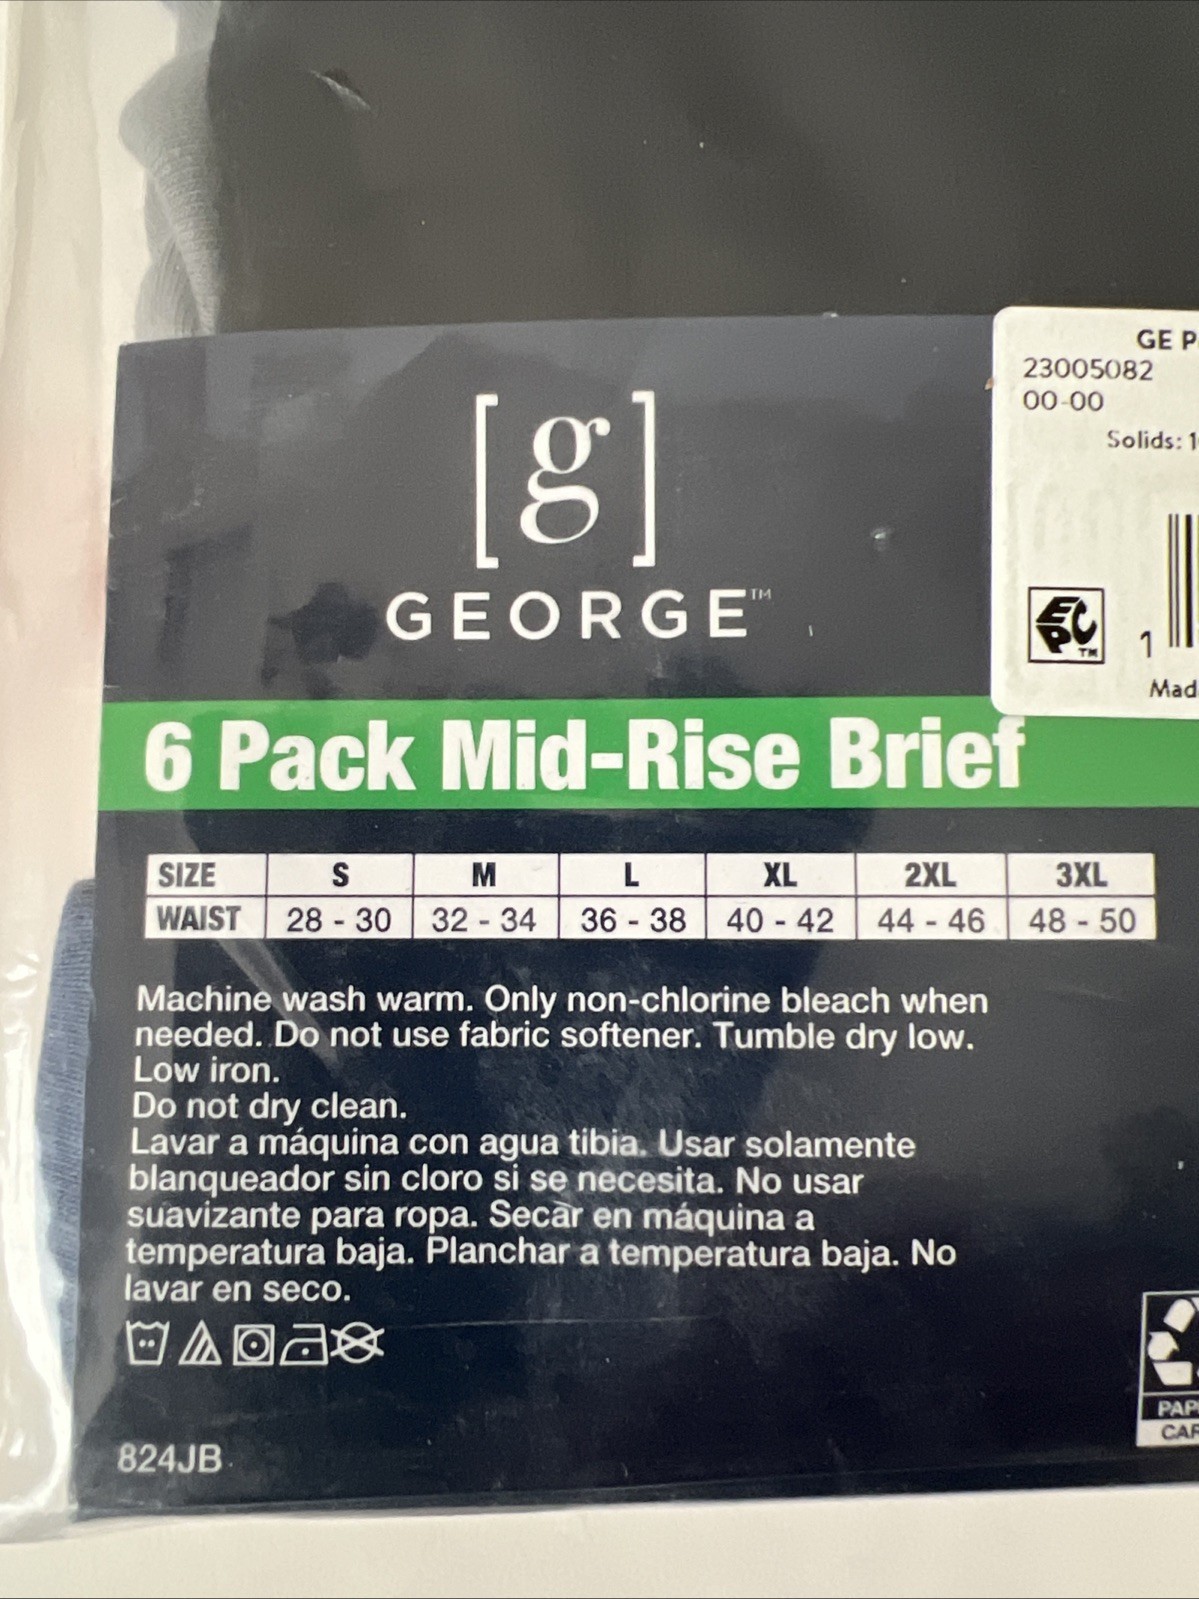 [g]
GEORGE™
GE
23005082
00-00
Solids:
EPC™
1
6 Pack Mid-Rise Brief
SIZE S M L XL 2XL 3XL
WAIST 28 - 30 32 - 34 36 - 38 40 - 42 44 - 46 48 - 50
Machine wash warm. Only non-chlorine bleach when
needed. Do not use fabric softener. Tumble dry low.
Low iron.
Do not dry clean.
Lavar a máquina con agua tibia. Usar solamente
blanqueador sin cloro si se necesita. No usar
suavizante para ropa. Secar en máquina a
temperatura baja. Planchar a temperatura baja. No
lavar en seco.
824JB